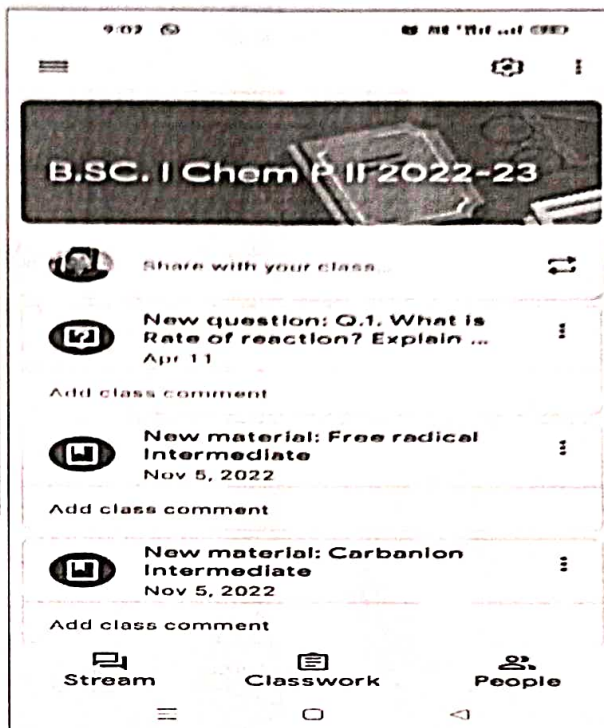 9:02
B.SC. I Chem P II 2022-23
Share with your class...
New question: Q.1. What is
Rate of reaction? Explain ...
Apr 11
Add class comment
New material: Free radical
Intermediate
Nov 5, 2022
Add class comment
New material: Carbanion
Intermediate
Nov 5, 2022
Add class comment
Stream
Classwork
People